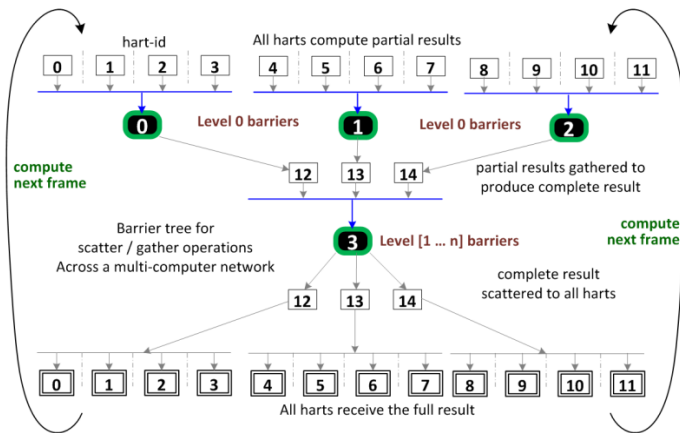 hart-id
All harts compute partial results
0 1 2 3 4 5 6 7 8 9 10 11
0 Level 0 barriers 1 Level 0 barriers 2
compute
next frame
12 13 14
partial results gathered to
produce complete result
Barrier tree for
scatter / gather operations
Across a multi-computer network
3 Level [1 ... n] barriers
compute
next frame
complete result
scattered to all harts
12 13 14
0 1 2 3 4 5 6 7 8 9 10 11
All harts receive the full result